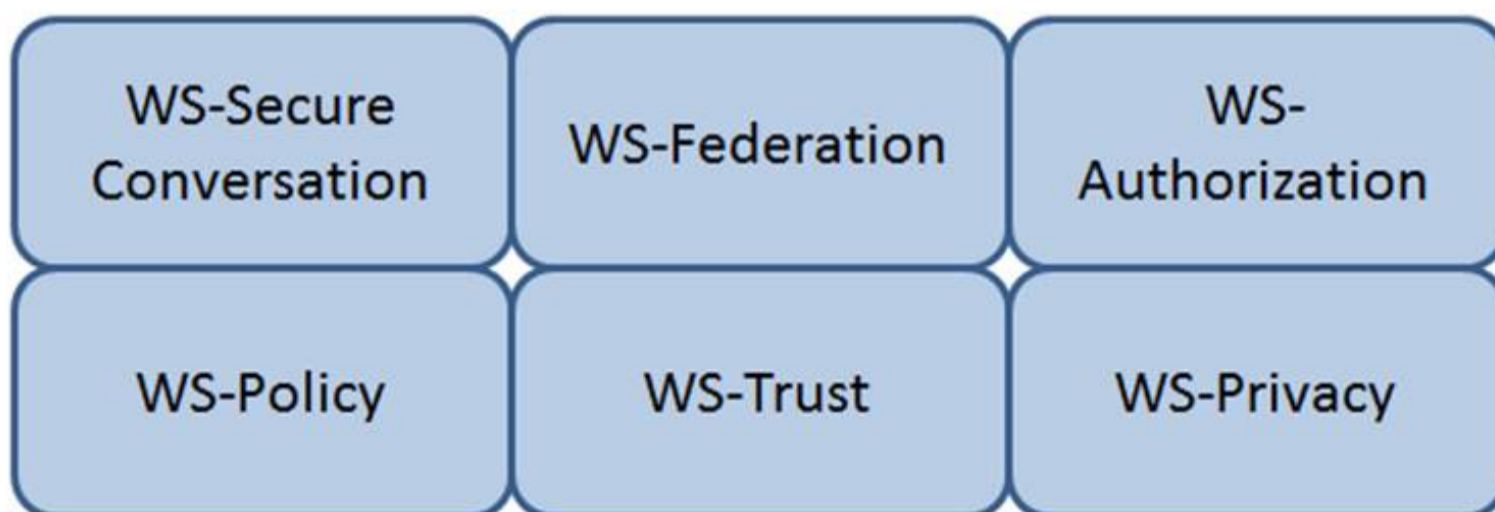 WS-Secure
Conversation
WS-Federation
WS-
Authorization
WS-Policy
WS-Trust
WS-Privacy